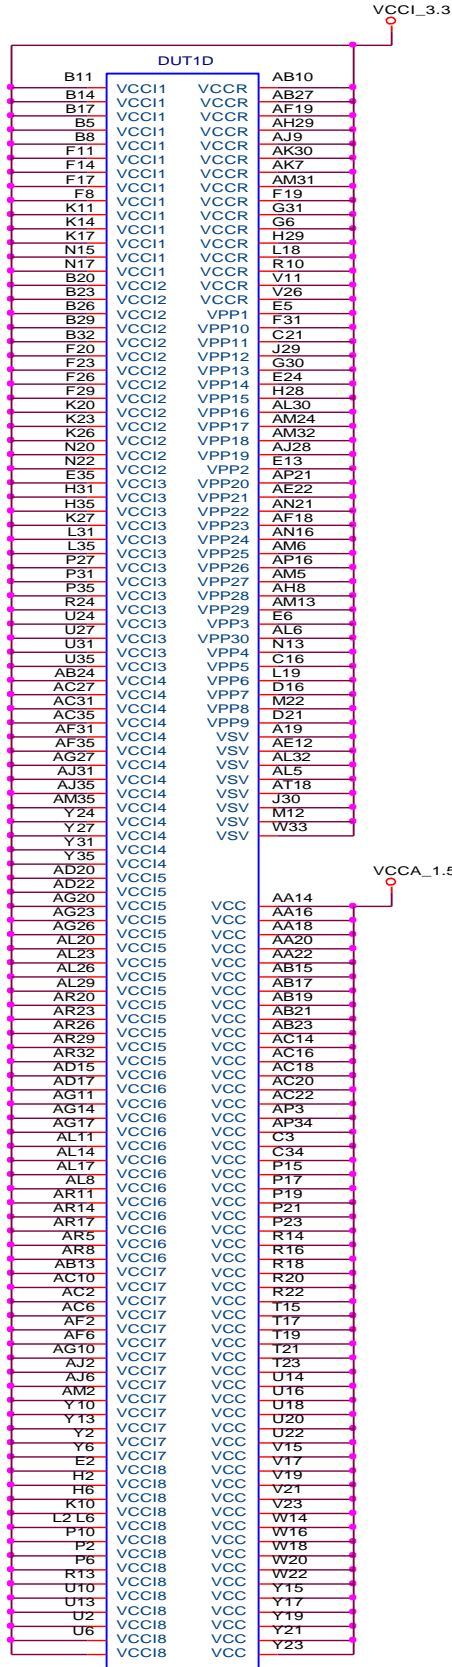 VCCI_3.3
DUT1D
B11 VCCI1 VCCR AB10
B14 VCCI1 VCCR AB27
B17 VCCI1 VCCR AF19
B5 VCCI1 VCCR AH29
B8 VCCI1 VCCR AJ9
F11 VCCI1 VCCR AK30
F14 VCCI1 VCCR AK7
F17 VCCI1 VCCR AM31
F8 VCCI1 VCCR F19
K11 VCCI1 VCCR G31
K14 VCCI1 VCCR G6
K17 VCCI1 VCCR H29
N15 VCCI1 VCCR L18
N17 VCCI1 VCCR R10
B20 VCCI2 VCCR V11
B23 VCCI2 VCCR V26
B26 VCCI2 VPP1 E5
B29 VCCI2 VPP10 F31
B32 VCCI2 VPP11 C21
F20 VCCI2 VPP12 J29
F23 VCCI2 VPP13 G30
F26 VCCI2 VPP14 E24
F29 VCCI2 VPP15 H28
K20 VCCI2 VPP16 AL30
K23 VCCI2 VPP17 AM24
K26 VCCI2 VPP18 AM32
N20 VCCI2 VPP19 AJ28
N22 VCCI2 VPP2 E13
E35 VCCI3 VPP20 AP21
H31 VCCI3 VPP21 AE22
H35 VCCI3 VPP22 AN21
K27 VCCI3 VPP23 AF18
L31 VCCI3 VPP24 AN16
L35 VCCI3 VPP25 AM6
P27 VCCI3 VPP26 AP16
P31 VCCI3 VPP27 AM5
P35 VCCI3 VPP28 AH8
R24 VCCI3 VPP29 AM13
U24 VCCI3 VPP3 E6
U27 VCCI3 VPP30 AL6
U31 VCCI3 VPP4 N13
U35 VCCI3 VPP5 C16
AB24 VCCI4 VPP6 L19
AC27 VCCI4 VPP7 D16
AC31 VCCI4 VPP8 M22
AC35 VCCI4 VPP9 D21
AF31 VCCI4 VSV A19
AF35 VCCI4 VSV AE12
AG27 VCCI4 VSV AL32
AJ31 VCCI4 VSV AL5
AJ35 VCCI4 VSV AT18
AM35 VCCI4 VSV J30
Y24 VCCI4 VSV M12
Y27 VCCI4 VSV W33
Y31 VCCI4
Y35 VCCI4
VCCA_1.5
AD20 VCCI5
AD22 VCCI5
AG20 VCCI5 VCC AA14
AG23 VCCI5 VCC AA16
AG26 VCCI5 VCC AA18
AL20 VCCI5 VCC AA20
AL23 VCCI5 VCC AA22
AL26 VCCI5 VCC AB15
AL29 VCCI5 VCC AB17
AR20 VCCI5 VCC AB19
AR23 VCCI5 VCC AB21
AR26 VCCI5 VCC AB23
AR29 VCCI5 VCC AC14
AR32 VCCI5 VCC AC16
AD15 VCCI6 VCC AC18
AD17 VCCI6 VCC AC20
AG11 VCCI6 VCC AC22
AG14 VCCI6 VCC AP3
AG17 VCCI6 VCC AP34
AL11 VCCI6 VCC C3
AL14 VCCI6 VCC C34
AL17 VCCI6 VCC P15
AL8 VCCI6 VCC P17
AR11 VCCI6 VCC P19
AR14 VCCI6 VCC P21
AR17 VCCI6 VCC P23
AR5 VCCI6 VCC R14
AR8 VCCI6 VCC R16
AB13 VCCI7 VCC R18
AC10 VCCI7 VCC R20
AC2 VCCI7 VCC R22
AC6 VCCI7 VCC T15
AF2 VCCI7 VCC T17
AF6 VCCI7 VCC T19
AG10 VCCI7 VCC T21
AJ2 VCCI7 VCC T23
AJ6 VCCI7 VCC U14
AM2 VCCI7 VCC U16
Y10 VCCI7 VCC U18
Y13 VCCI7 VCC U20
Y2 VCCI7 VCC U22
Y6 VCCI7 VCC V15
E2 VCCI8 VCC V17
H2 VCCI8 VCC V19
H6 VCCI8 VCC V21
K10 VCCI8 VCC V23
L2 L6 VCCI8 VCC W14
P10 VCCI8 VCC W16
P2 VCCI8 VCC W18
P6 VCCI8 VCC W20
R13 VCCI8 VCC W22
U10 VCCI8 VCC Y15
U13 VCCI8 VCC Y17
U2 VCCI8 VCC Y19
U6 VCCI8 VCC Y21
VCCI8 VCC Y23